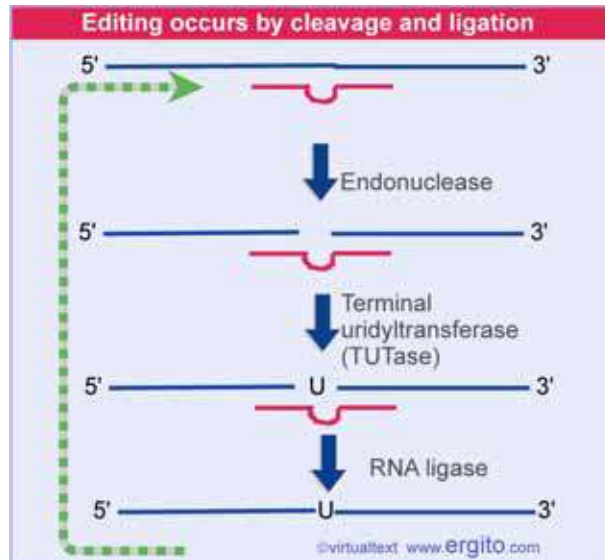 Editing occurs by cleavage and ligation
5' 3'
Endonuclease
5' 3'
Terminal
uridyltransferase
(TUTase)
5' U 3'
RNA ligase
5' U 3'
©virtualtext www.ergito.com